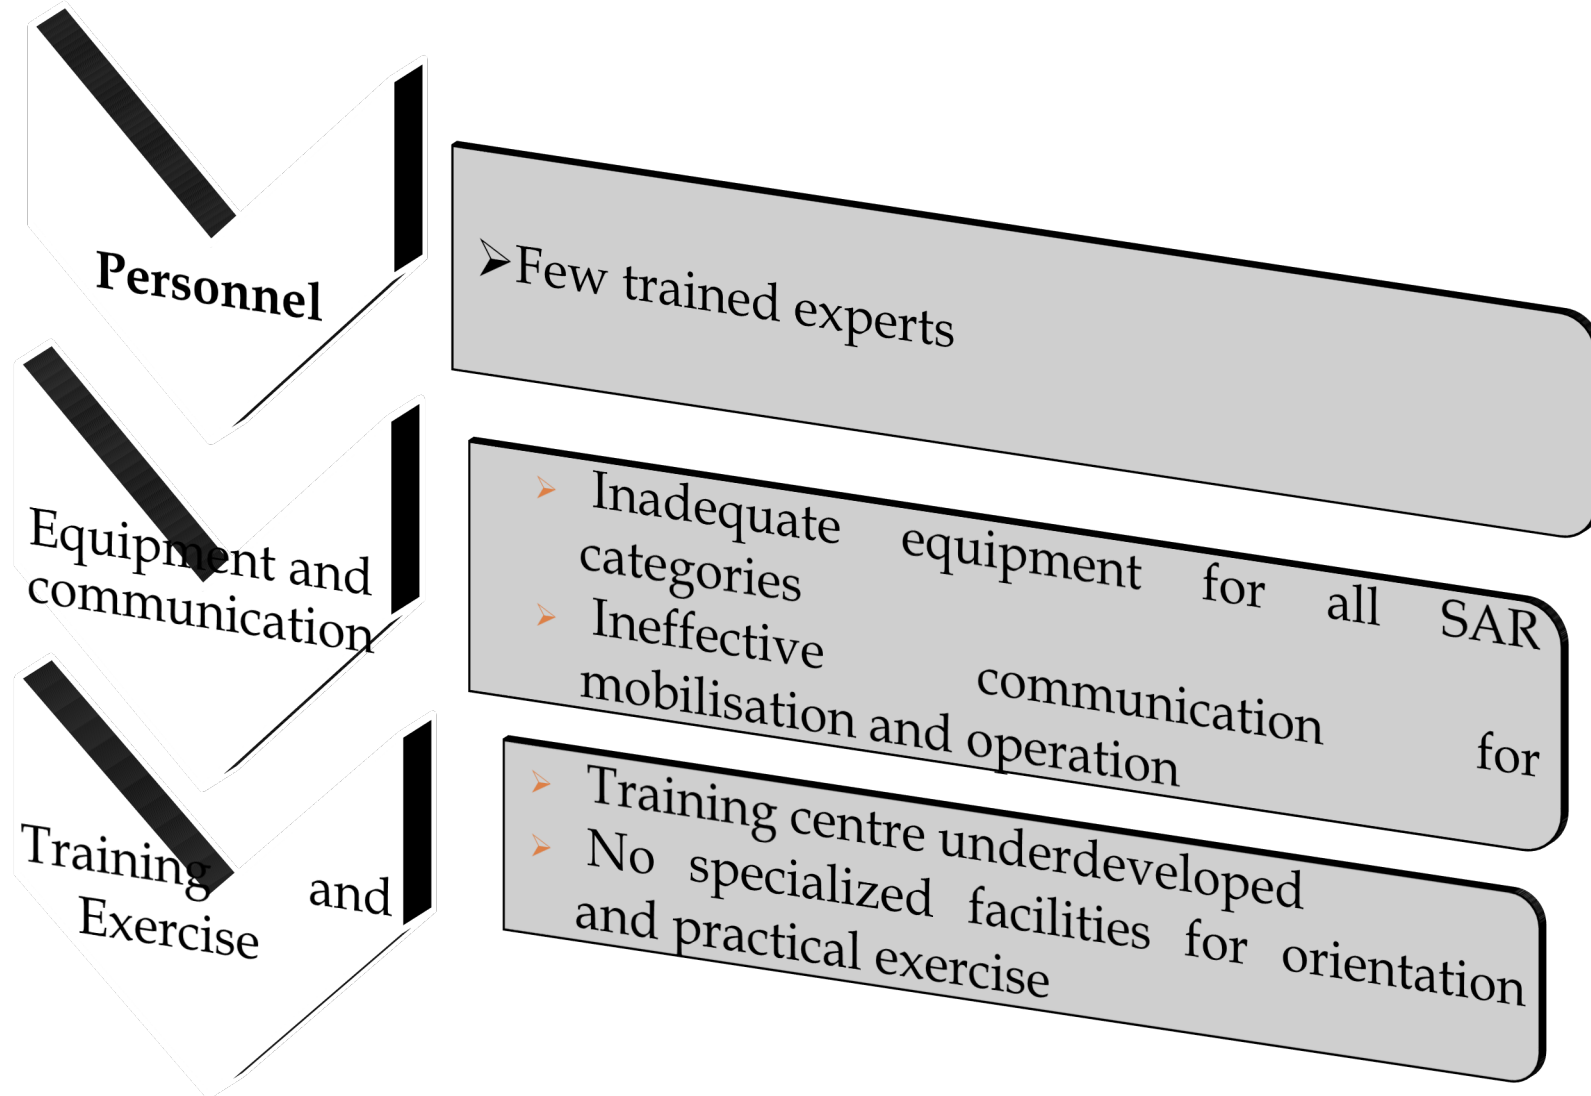 Personnel
➢Few trained experts
Equipment and
communication
➢ Inadequate equipment for all SAR
categories
➢ Ineffective communication for
mobilisation and operation
Training and
Exercise
➢ Training centre underdeveloped
➢ No specialized facilities for orientation
and practical exercise